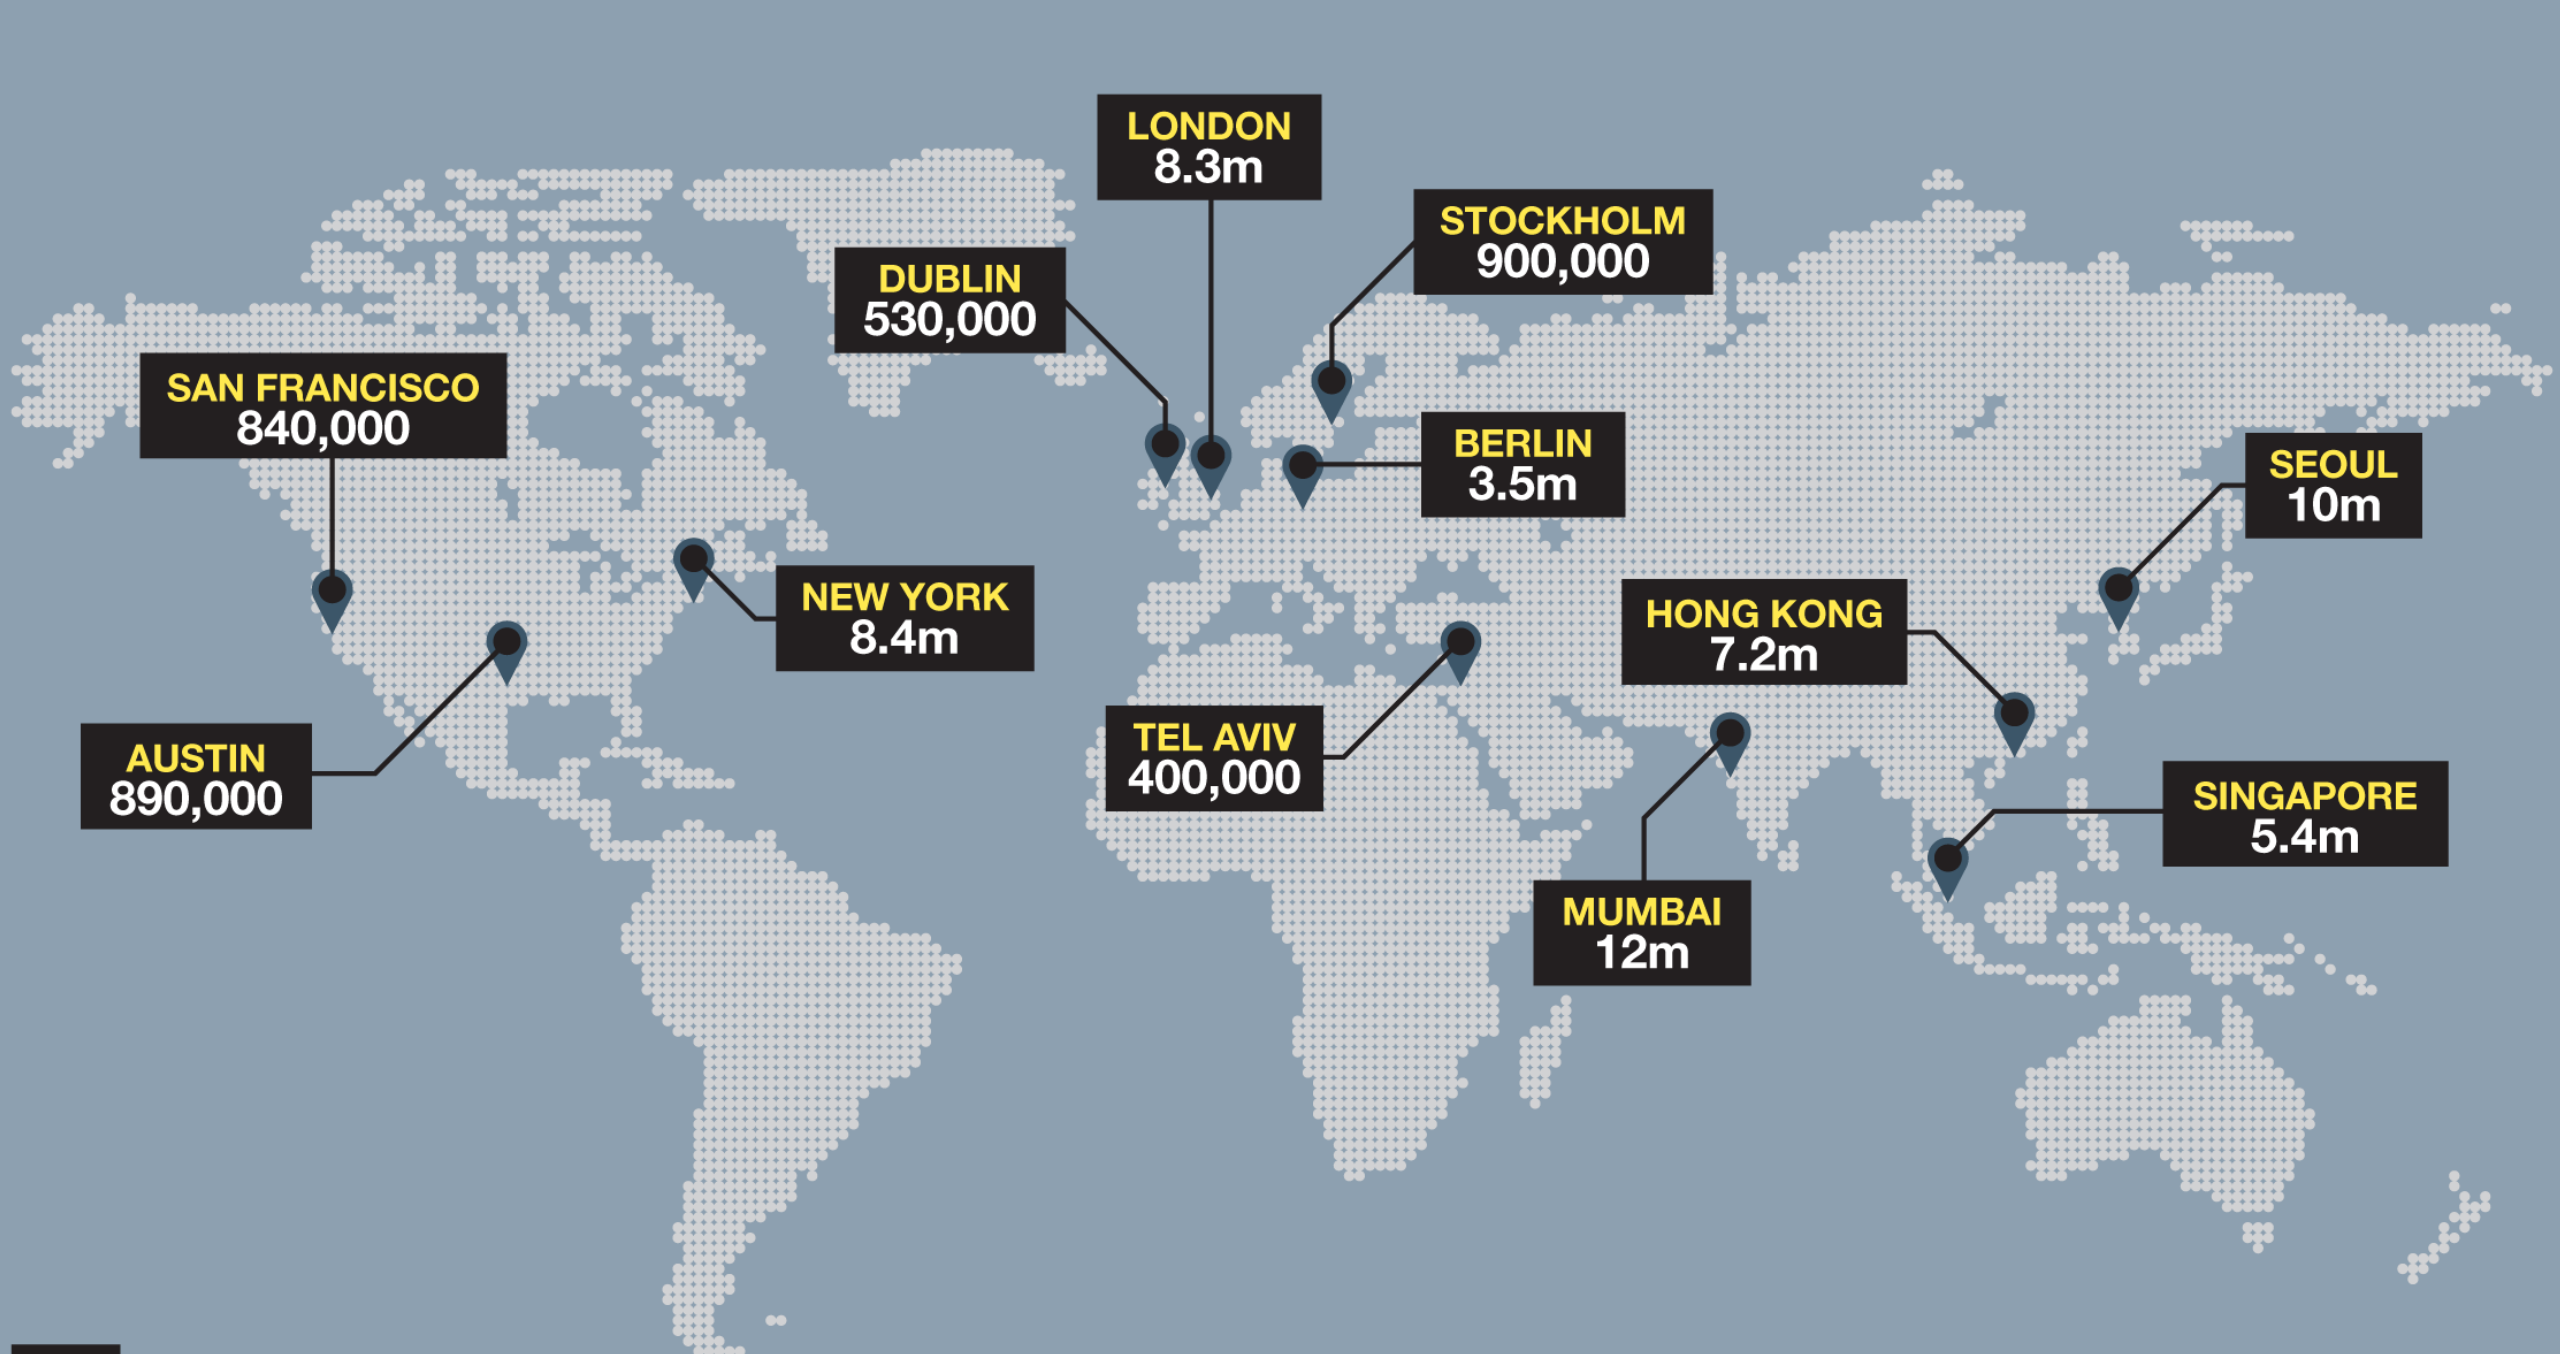 LONDON
8.3m
STOCKHOLM
900,000
DUBLIN
530,000
SAN FRANCISCO
840,000
BERLIN
3.5m
SEOUL
10m
NEW YORK
8.4m
HONG KONG
7.2m
TEL AVIV
400,000
AUSTIN
890,000
SINGAPORE
5.4m
MUMBAI
12m